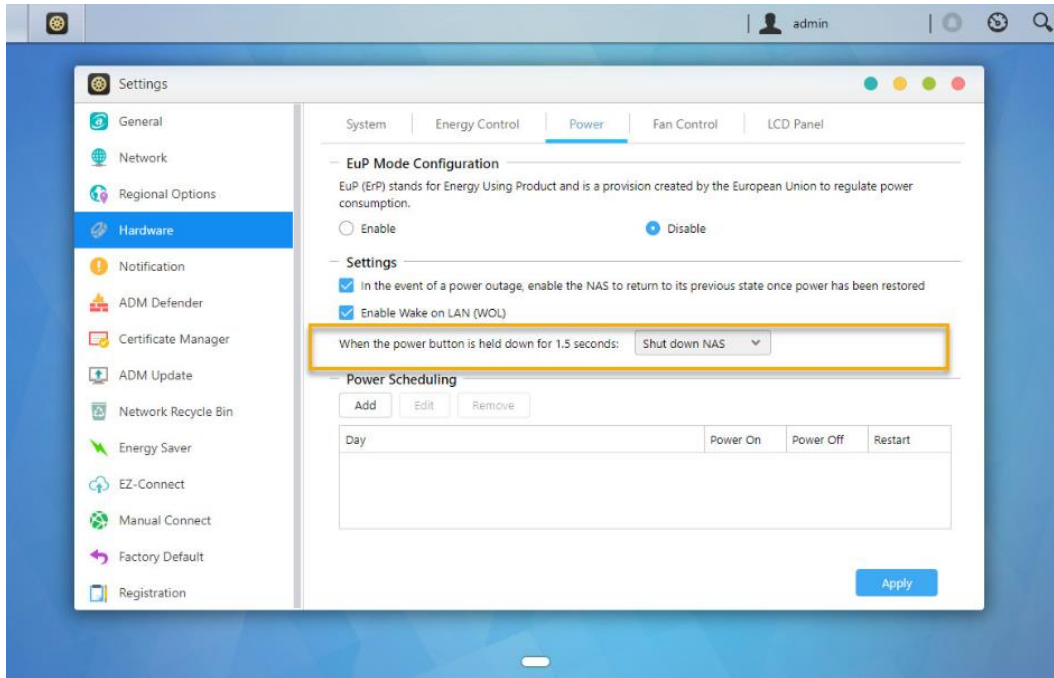 admin
Settings
General
Network
Regional Options
Hardware
Notification
ADM Defender
Certificate Manager
ADM Update
Network Recycle Bin
Energy Saver
EZ-Connect
Manual Connect
Factory Default
Registration
System Energy Control Power Fan Control LCD Panel
EuP Mode Configuration
EuP (ErP) stands for Energy Using Product and is a provision created by the European Union to regulate power
consumption.
Enable Disable
Settings
In the event of a power outage, enable the NAS to return to its previous state once power has been restored
Enable Wake on LAN (WOL)
When the power button is held down for 1.5 seconds: Shut down NAS
Power Scheduling
Add Edit Remove
Day Power On Power Off Restart
Apply